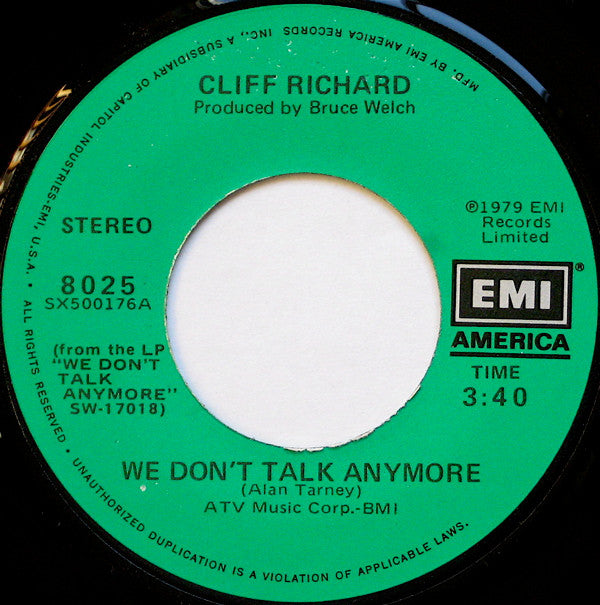 MFD. BY EMI AMERICA RECORDS, INC., A SUBSIDIARY OF CAPITOL INDUSTRIES-EMI, U.S.A. • ALL RIGHTS RESERVED • UNAUTHORIZED DUPLICATION IS A VIOLATION OF APPLICABLE LAWS.
CLIFF RICHARD
Produced by Bruce Welch
STEREO
℗1979 EMI
Records
Limited
8025
SX500176A
EMI®
AMERICA
(from the LP
"WE DON'T
TALK
ANYMORE"
SW-17018)
TIME
3:40
WE DON'T TALK ANYMORE
(Alan Tarney)
ATV Music Corp.-BMI